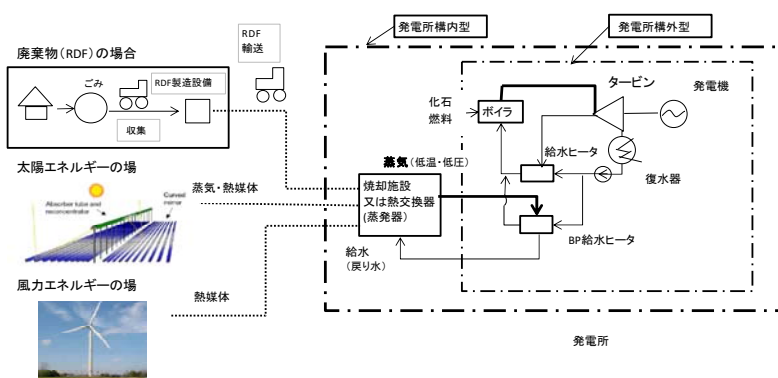 廃棄物(RDF)の場合
ごみ
RDF製造設備
収集
RDF
輸送
太陽エネルギーの場
Absorber tube and
reconcentrator
Curved
mirror
蒸気・熱媒体
風力エネルギーの場
熱媒体
発電所構内型
発電所構外型
化石
燃料
ボイラ
タービン
発電機
給水ヒータ
復水器
蒸気(低温・低圧)
焼却施設
又は熱交換器
(蒸発器)
給水
(戻り水)
BP給水ヒータ
発電所